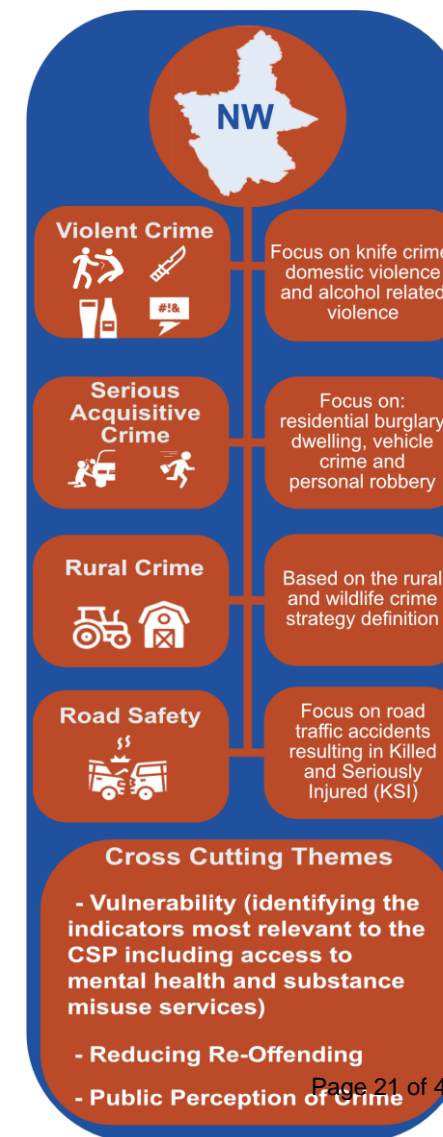 NW
Violent Crime
#!&
Focus on knife crime
domestic violence
and alcohol related
violence
Serious
Acquisitive
Crime
Focus on:
residential burglary
dwelling, vehicle
crime and
personal robbery
Rural Crime
Based on the rural
and wildlife crime
strategy definition
Road Safety
Focus on road
traffic accidents
resulting in Killed
and Seriously
Injured (KSI)
Cross Cutting Themes
- Vulnerability (identifying the
indicators most relevant to the
CSP including access to
mental health and substance
misuse services)
- Reducing Re-Offending
- Public Perception of Crime
Page 21 of 4